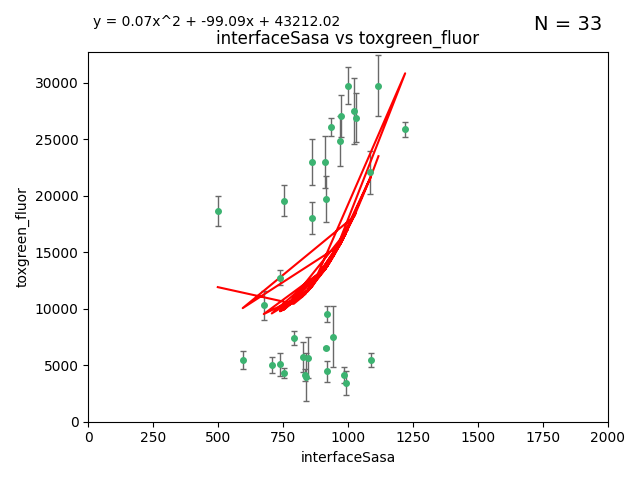 y = 0.07x^2 + -99.09x + 43212.02
N = 33
interfaceSasa vs toxgreen_fluor
30000
25000
20000
15000
10000
5000
0
toxgreen_fluor
0 250 500 750 1000 1250 1500 1750 2000
interfaceSasa